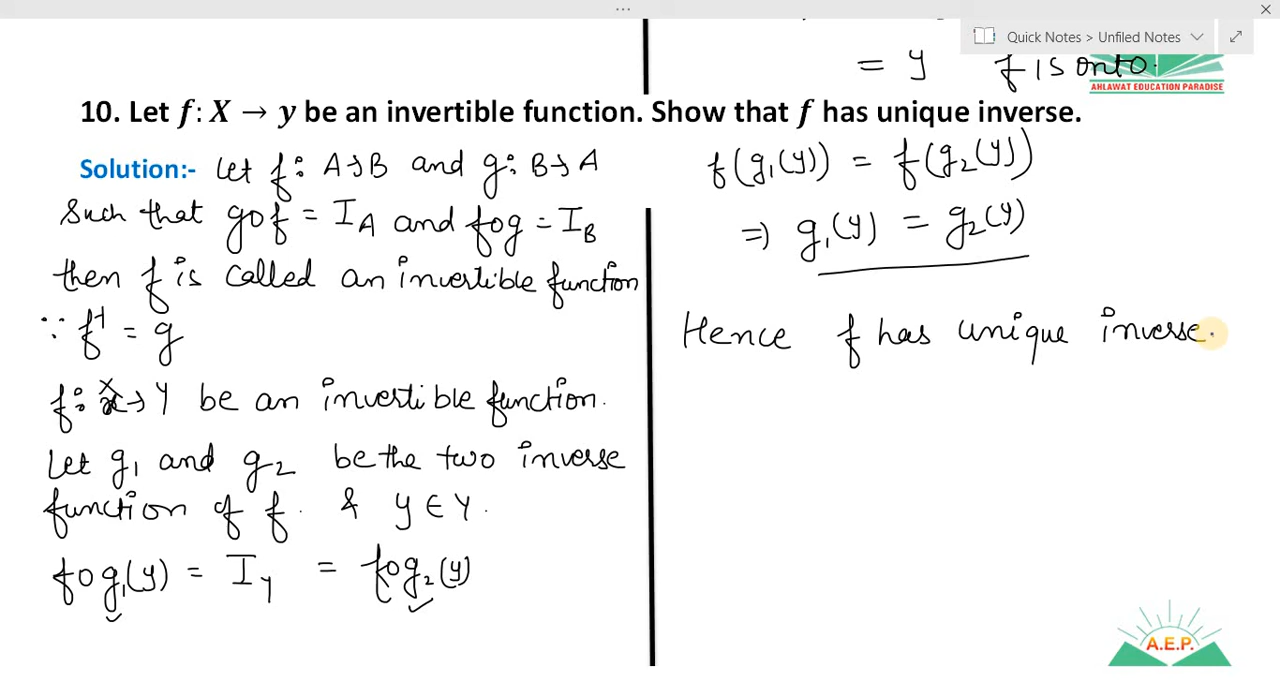 Quick Notes > Unfiled Notes
= y f is onto.
AHLAWAT EDUCATION PARADISE
10. Let f: X → y be an invertible function. Show that f has unique inverse.
Solution:- Let f: A→B and g: B→A
Such that gof = I_A and fog = I_B
then f is called an invertible function
∵ f⁻¹ = g
f: X→Y be an invertible function.
Let g₁ and g₂ be the two inverse
function of f. & y ∈ Y.
fog₁(y) = I_Y = fog₂(y)
f(g₁(y)) = f(g₂(y))
⇒ g₁(y) = g₂(y)
Hence f has unique inverse.
A.E.P.